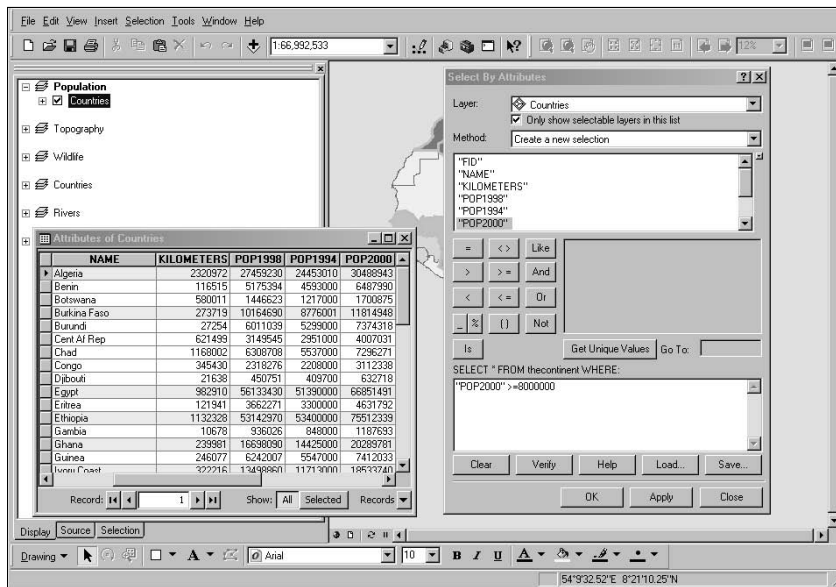 File Edit View Insert Selection Tools Window Help
1:66,992,533
12%
Population
Countries
Topography
Wildlife
Countries
Rivers
Select By Attributes
Layer: Countries
Only show selectable layers in this list
Method: Create a new selection
"FID"
"NAME"
"KILOMETERS"
"POP1998"
"POP1994"
"POP2000"
= < > Like
> > = And
< < = Or
_ % ( ) Not
Is Get Unique Values Go To:
SELECT * FROM thecontinent WHERE:
"POP2000" >=8000000
Clear Verify Help Load... Save...
OK Apply Close
Attributes of Countries
NAME KILOMETERS POP1998 POP1994 POP2000
Algeria 2320972 27459230 24453010 30488943
Benin 116515 5175394 4593000 6487990
Botswana 580011 1446623 1217000 1700875
Burkina Faso 273719 10164690 8776001 11814948
Burundi 27254 6011039 5299000 7374318
Cent Af Rep 621499 3149545 2951000 4007031
Chad 1168002 6308708 5537000 7296271
Congo 345430 2318276 2208000 3112338
Djibouti 21638 450751 409700 632718
Egypt 982910 56133430 51390000 66851491
Eritrea 121941 3662271 3300000 4631792
Ethiopia 1132328 53142970 53400000 75512339
Gambia 10678 936026 848000 1187693
Ghana 239981 16698090 14425000 20289781
Guinea 246077 6242007 5547000 7412033
Ivory Coast 322216 13498860 11713000 18533740
Record: 1 Show: All Selected Records
Display Source Selection
Drawing A Arial 10 B I U A
54°9'32.52"E 8°21'10.25"N